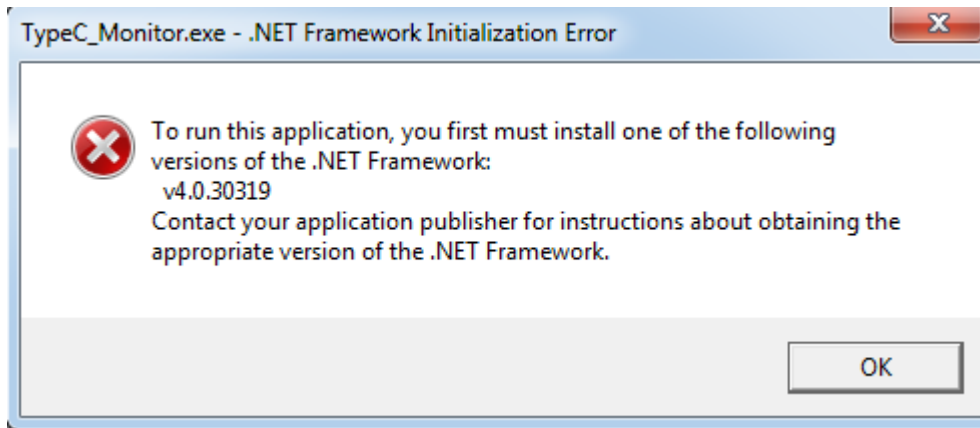 TypeC_Monitor.exe - .NET Framework Initialization Error
To run this application, you first must install one of the following
versions of the .NET Framework:
v4.0.30319
Contact your application publisher for instructions about obtaining the
appropriate version of the .NET Framework.
OK